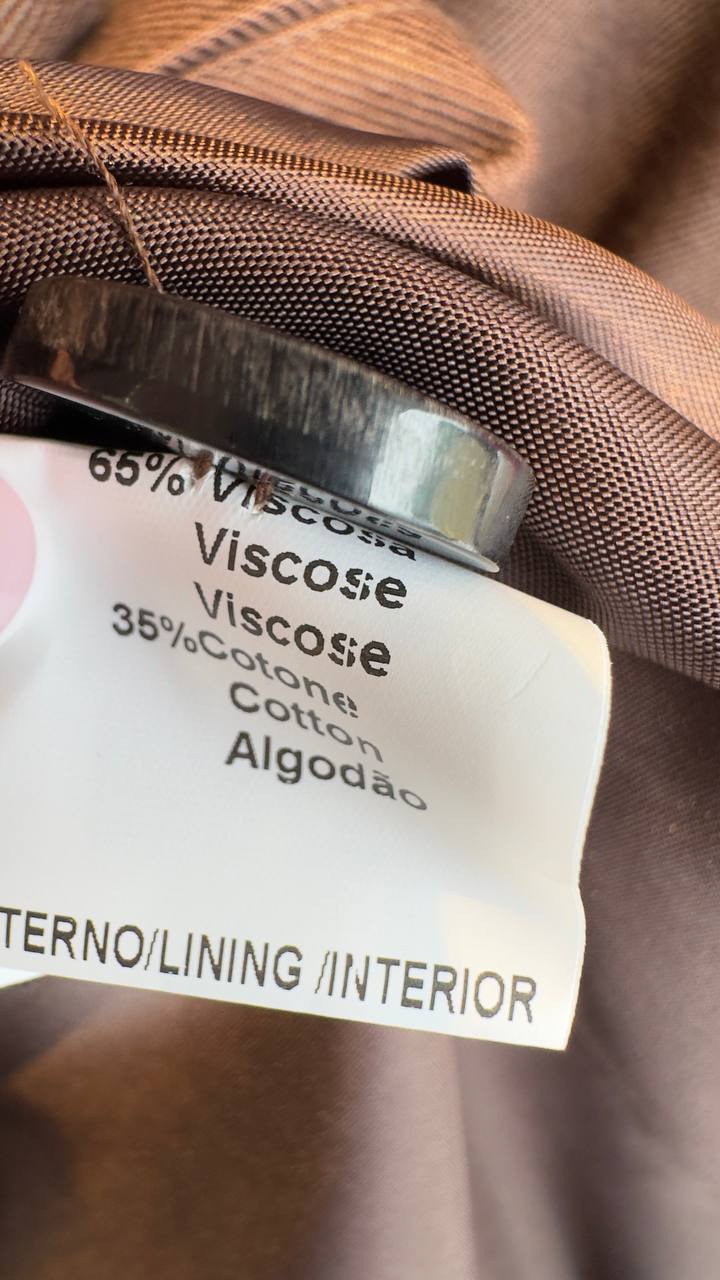 65% Viscosa
Viscose
Viscose
35%Cotone
Cotton
Algodão
TERNO/LINING /INTERIOR